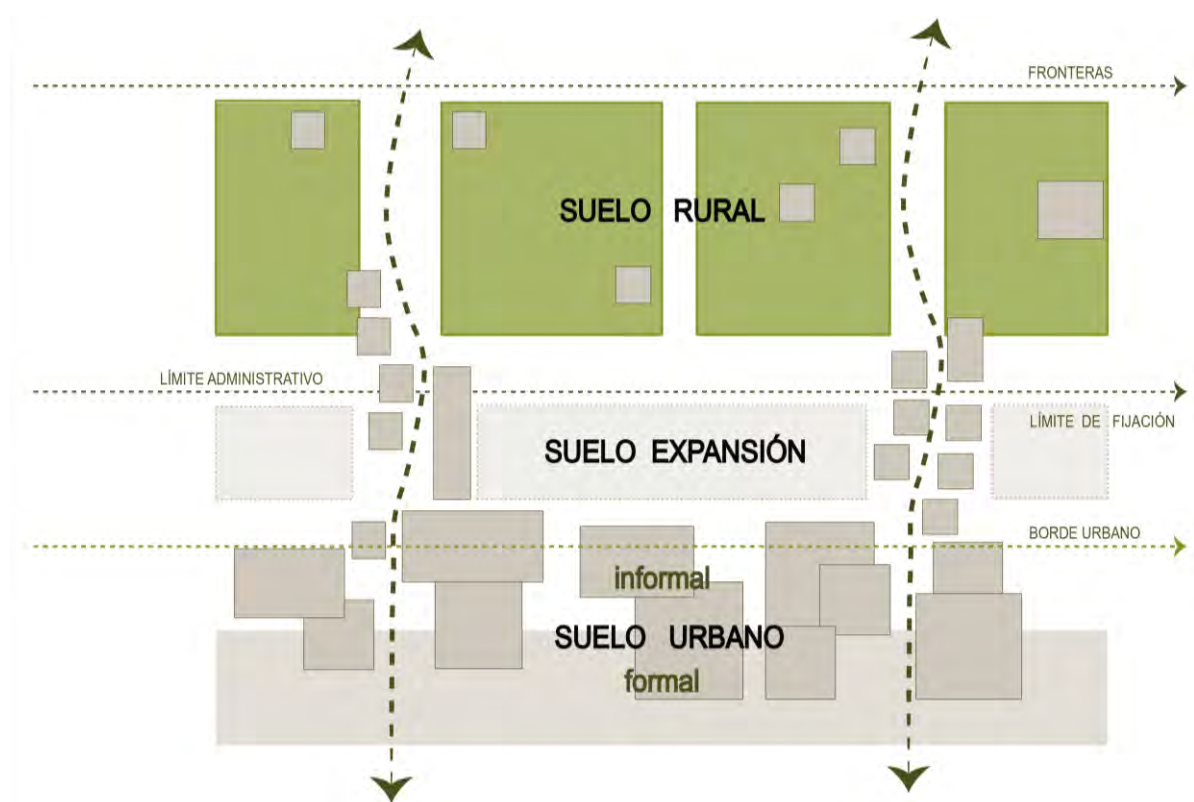 FRONTERAS
SUELO RURAL
LÍMITE ADMINISTRATIVO
LÍMITE DE FIJACIÓN
SUELO EXPANSIÓN
BORDE URBANO
informal
SUELO URBANO
formal